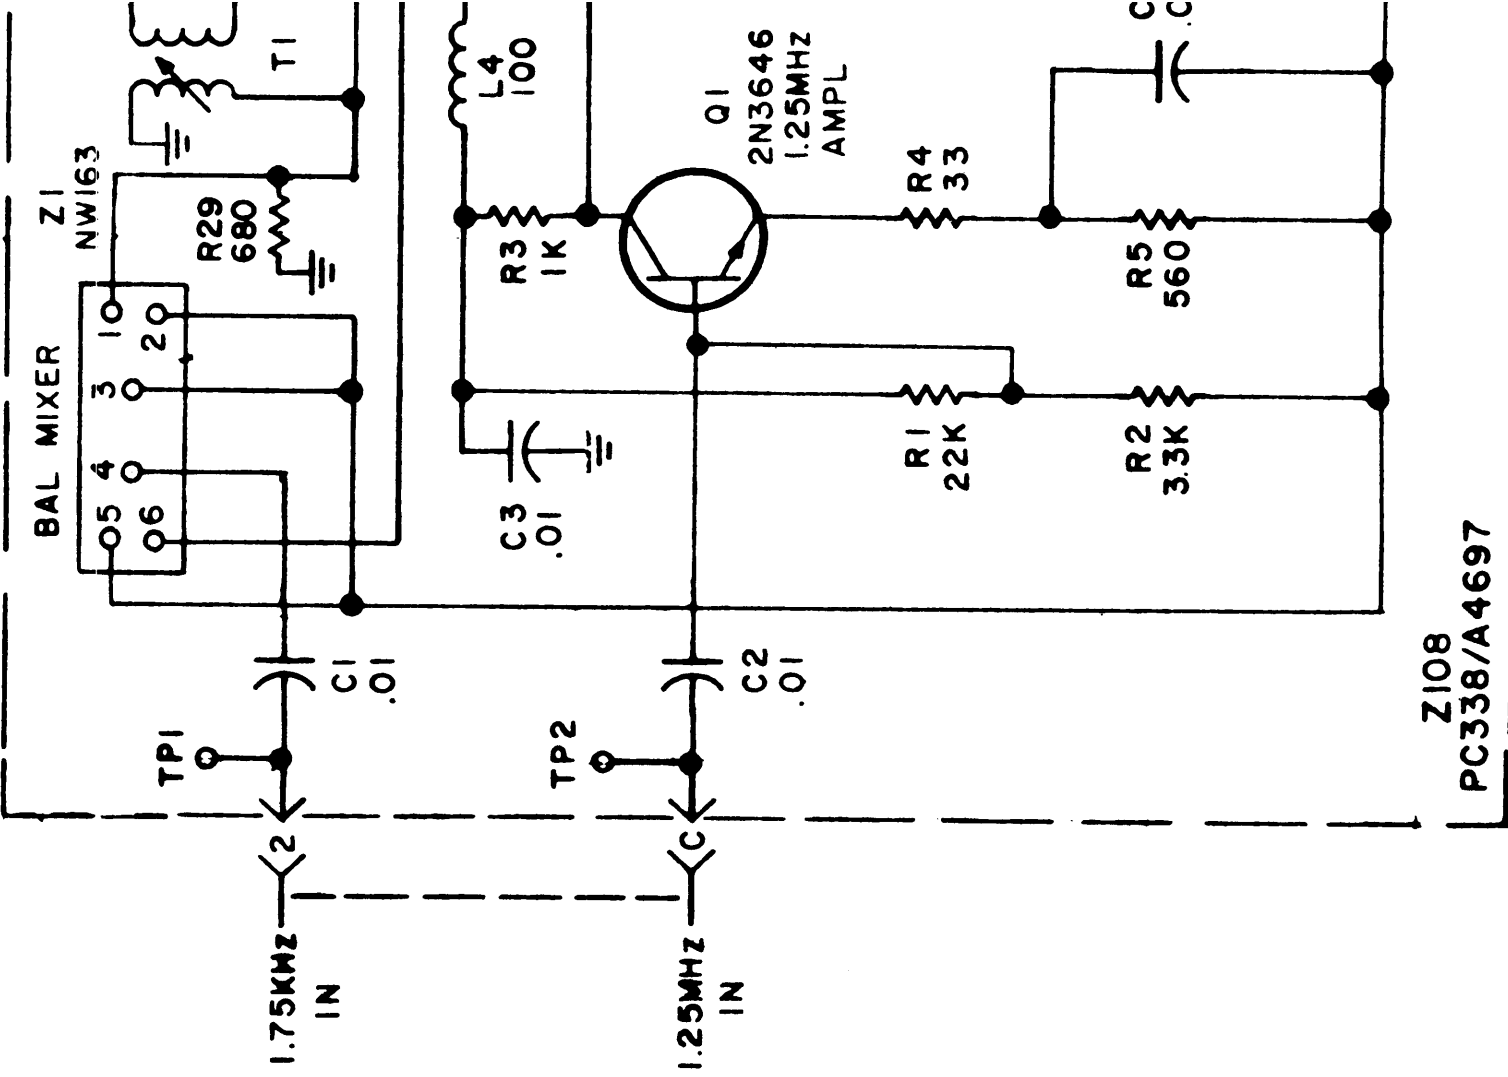 T1
Z1
NW163
BAL MIXER
1
2
3
4
5
6
R29
680
L4
100
R3
1K
C3
.01
Q1
2N3646
1.25MHZ
AMPL
R4
33
R5
560
R1
22K
R2
3.3K
C1
.01
C2
.01
TP1
TP2
2
C
1.75KHZ
IN
1.25MHZ
IN
Z108
PC338/A4697